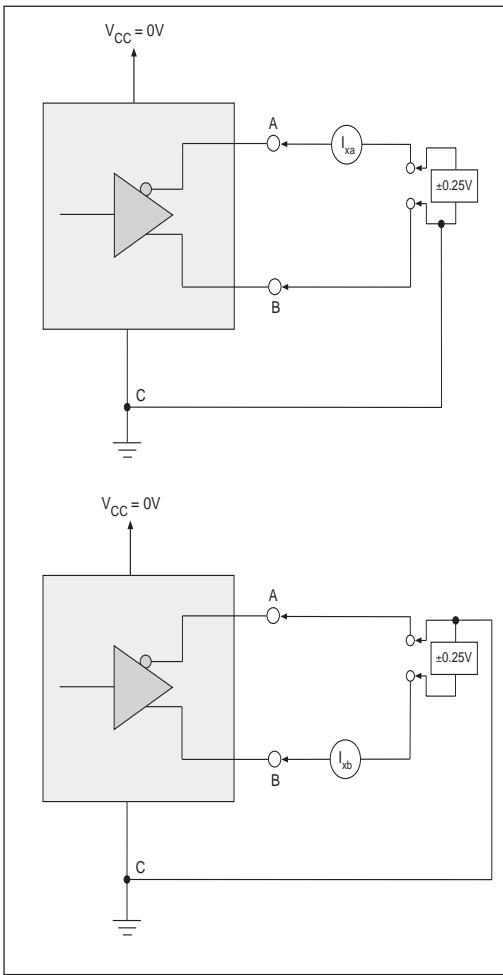 V_CC = 0V
A
I_xa
±0.25V
B
C
V_CC = 0V
A
±0.25V
B
I_xb
C